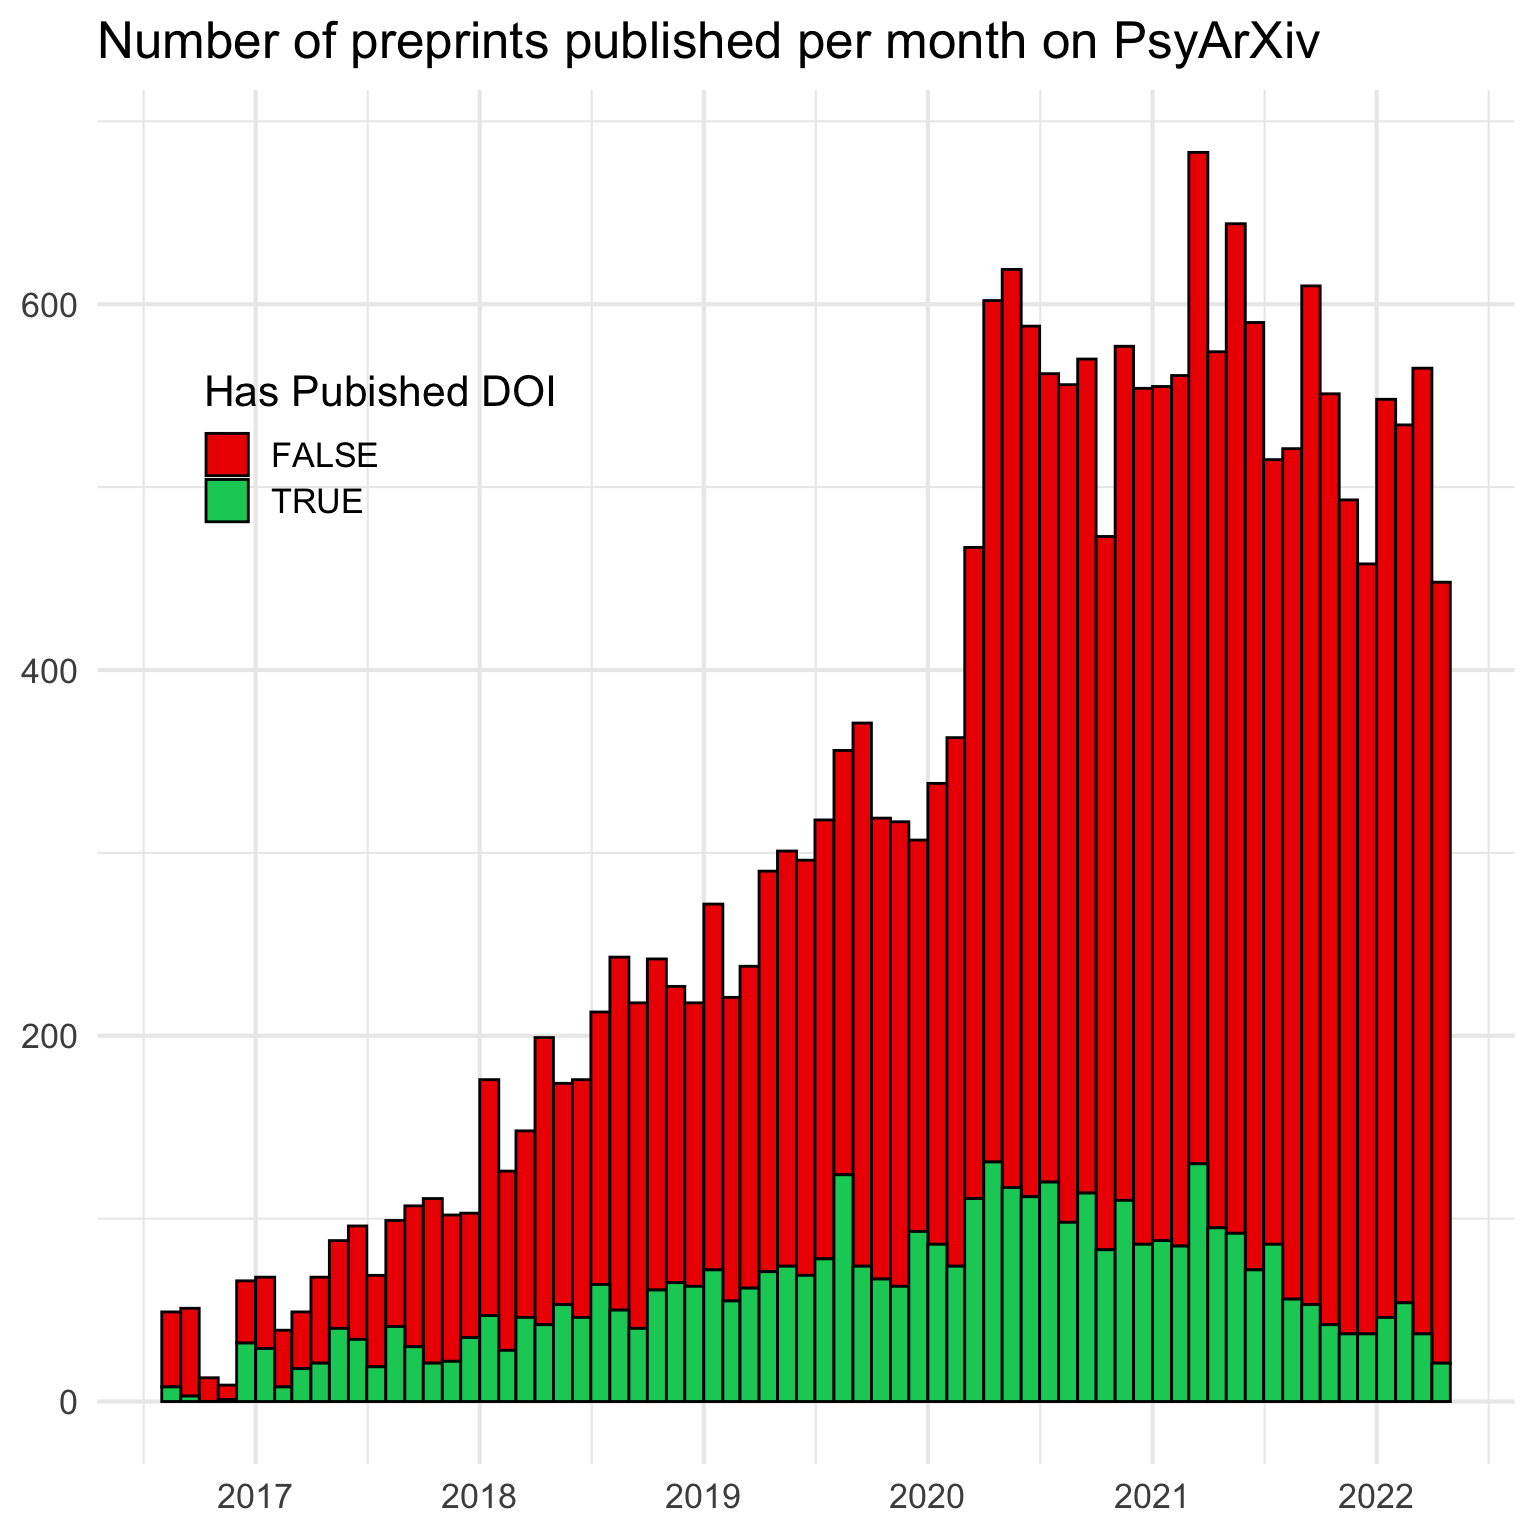 Number of preprints published per month on PsyArXiv
600
400
200
0
Has Pubished DOI
FALSE
TRUE
2017 2018 2019 2020 2021 2022